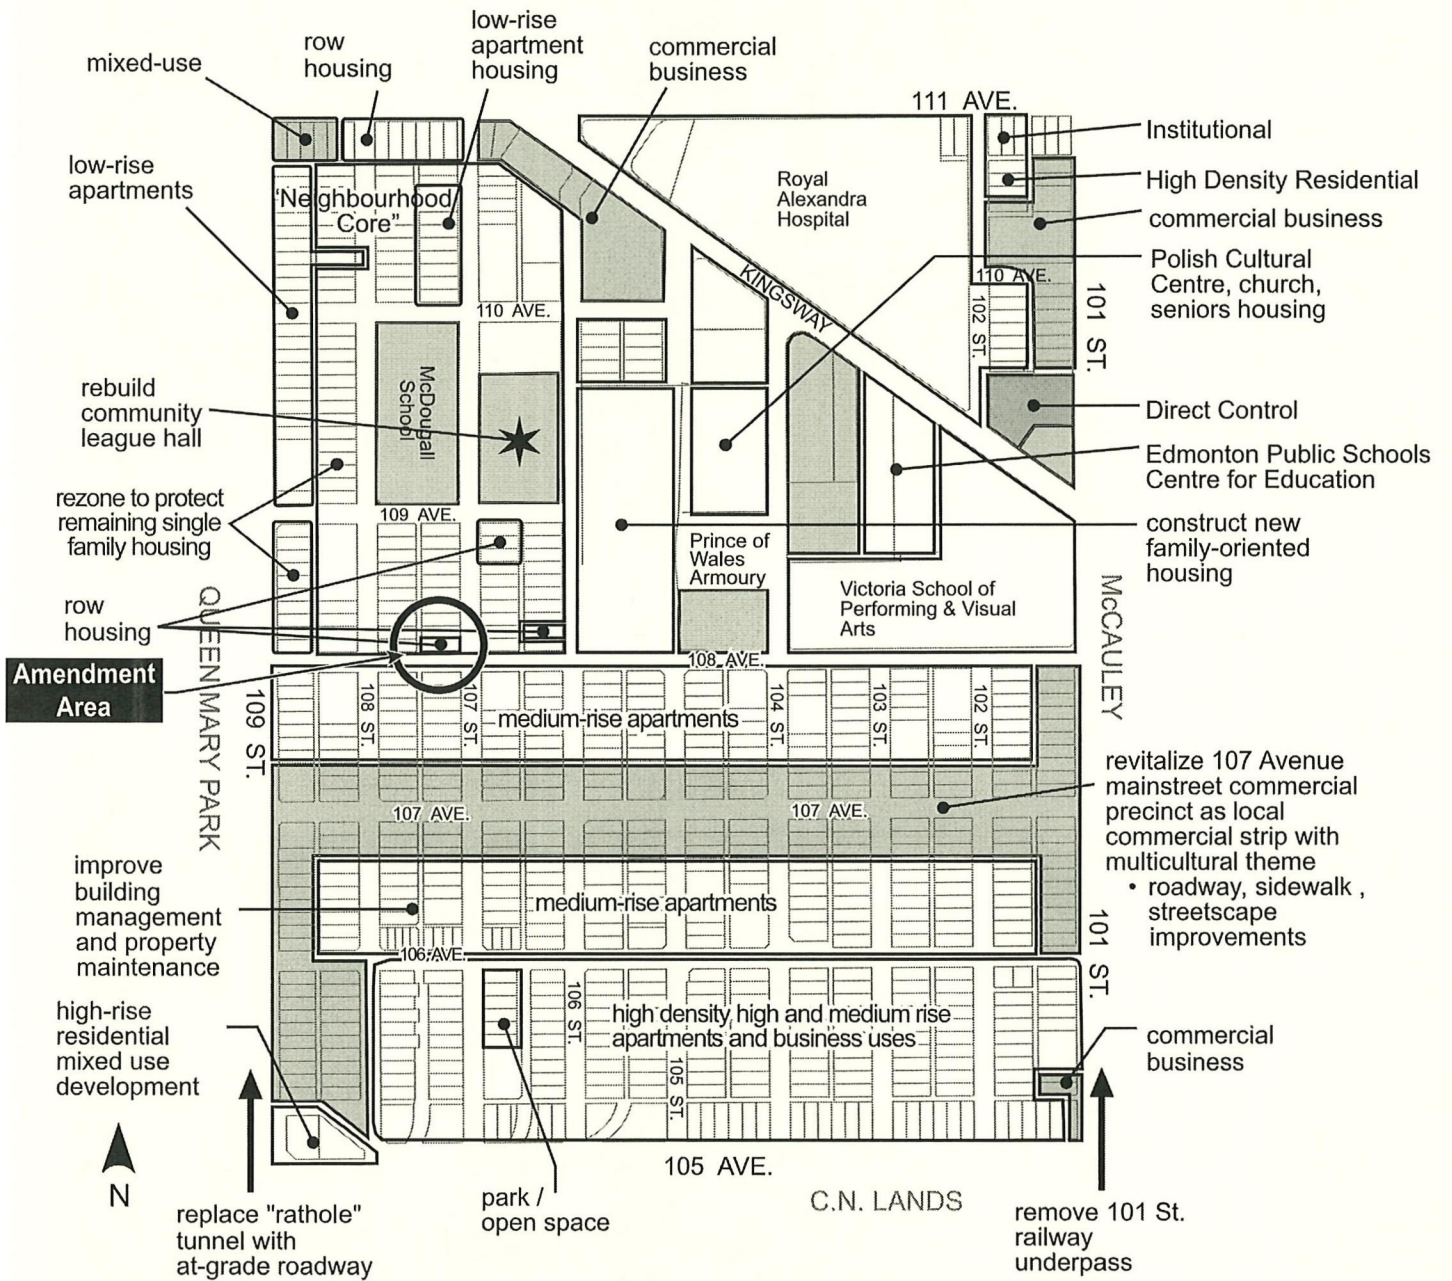 low-rise
apartment
housing
row
housing
commercial
business
mixed-use
111 AVE.
Institutional
low-rise
apartments
Royal
Alexandra
Hospital
High Density Residential
'Neighbourhood
Core"
commercial business
Polish Cultural
Centre, church,
seniors housing
KINGSWAY
110 AVE.
110 AVE.
102 ST.
101 ST.
McDougall
School
rebuild
community
league hall
Direct Control
Edmonton Public Schools
Centre for Education
rezone to protect
remaining single
family housing
109 AVE.
construct new
family-oriented
housing
Prince of
Wales
Armoury
Victoria School of
Performing & Visual
Arts
row
housing
QUEEN MARY PARK
McCAULEY
108 AVE.
Amendment
Area
109 ST.
108 ST.
107 ST.
medium-rise apartments
104 ST.
103 ST.
102 ST.
revitalize 107 Avenue
mainstreet commercial
precinct as local
commercial strip with
multicultural theme
• roadway, sidewalk ,
streetscape
improvements
107 AVE.
107 AVE.
improve
building
management
and property
maintenance
medium-rise apartments
106 AVE.
101 ST.
high-rise
residential
mixed use
development
106 ST.
high density high and medium rise
apartments and business uses
105 ST.
commercial
business
105 AVE.
N
park /
open space
C.N. LANDS
replace "rathole"
tunnel with
at-grade roadway
remove 101 St.
railway
underpass